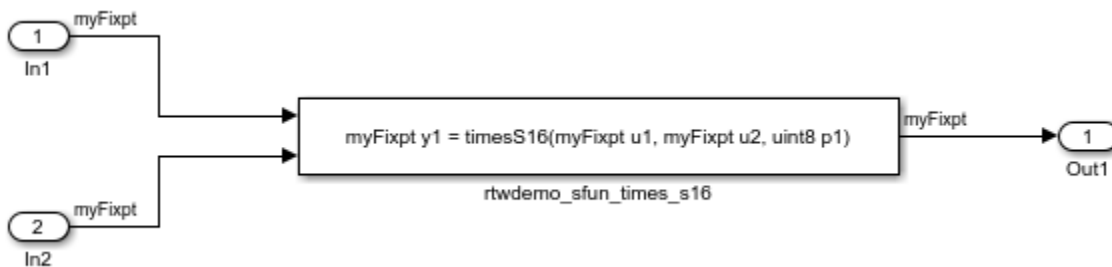 myFixpt
1
In1
myFixpt y1 = timesS16(myFixpt u1, myFixpt u2, uint8 p1)
rtwdemo_sfun_times_s16
myFixpt
1
Out1
myFixpt
2
In2